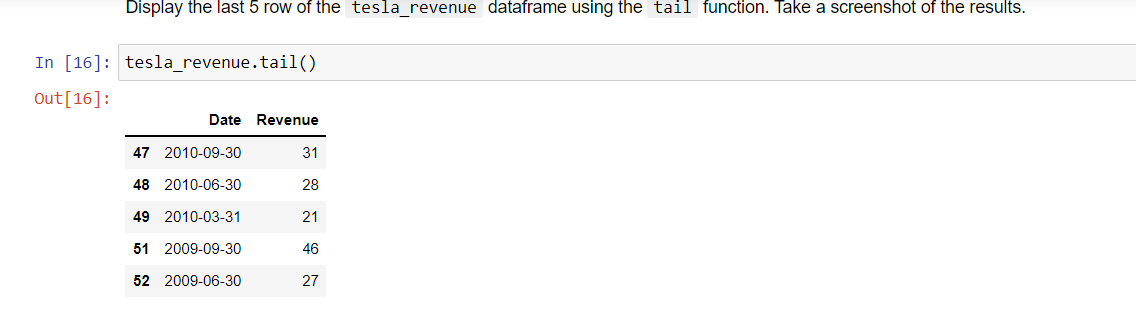 Display the last 5 row of the tesla_revenue dataframe using the tail function. Take a screenshot of the results.
In [16]: tesla_revenue.tail()
Out[16]:
Date Revenue
47 2010-09-30 31
48 2010-06-30 28
49 2010-03-31 21
51 2009-09-30 46
52 2009-06-30 27